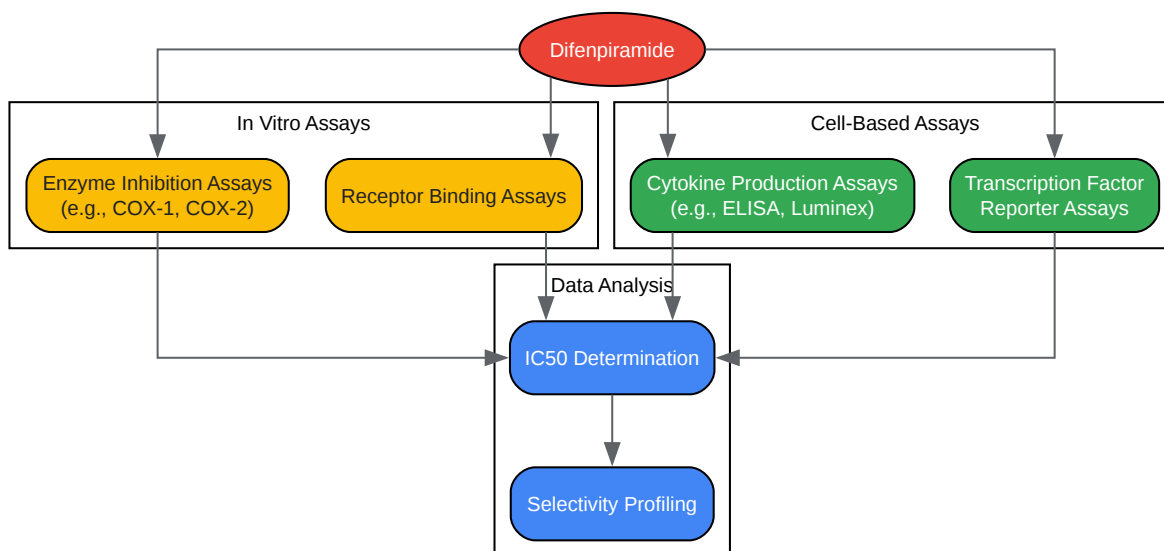 Difenpiramide
In Vitro Assays
Cell-Based Assays
Enzyme Inhibition Assays
(e.g., COX-1, COX-2)
Receptor Binding Assays
Cytokine Production Assays
(e.g., ELISA, Luminex)
Transcription Factor
Reporter Assays
Data Analysis
IC50 Determination
Selectivity Profiling